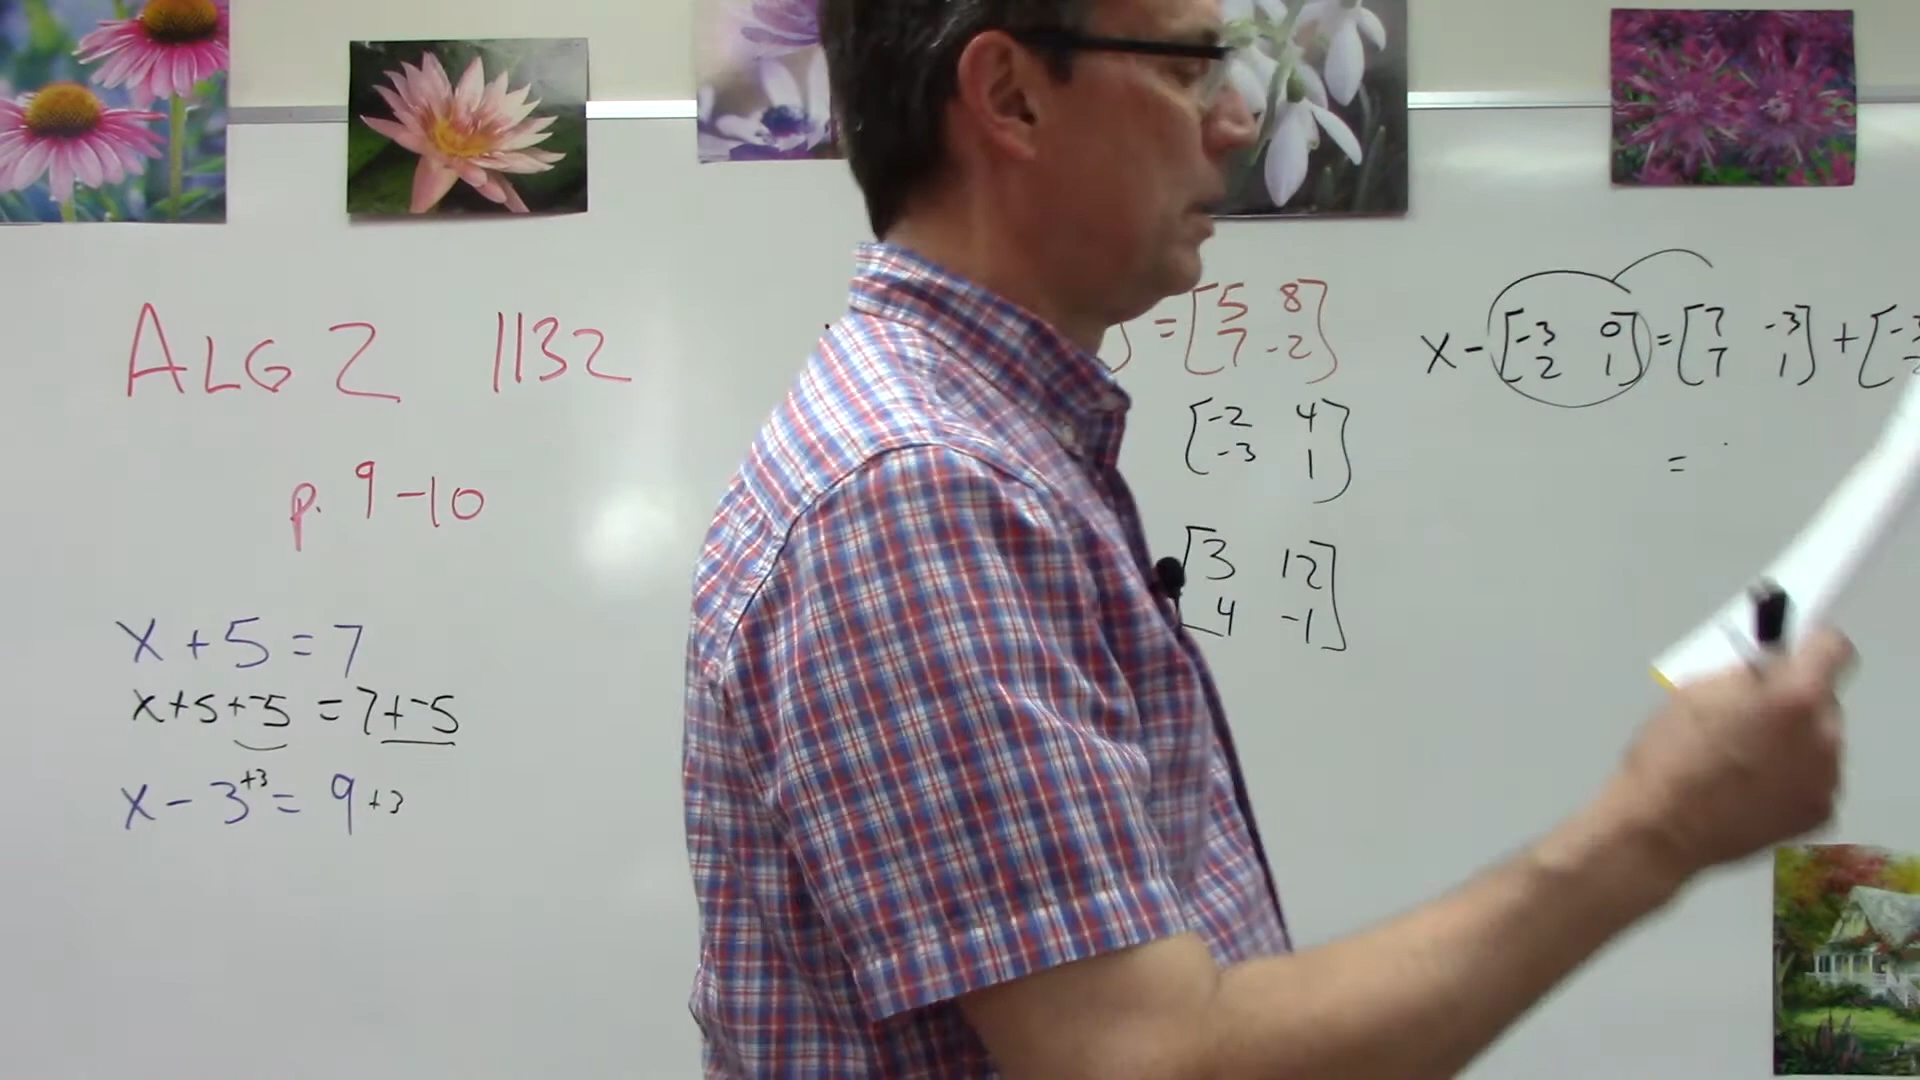 ALG 2 1132
p. 9-10
x + 5 = 7
x+5+-5 = 7+-5
x - 3+3 = 9+3
= [5 8
7 -2]
[-2 4
-3 1]
[3 12
4 -1]
x - [-3 0
2 1] = [7 -3
7 1] + [-3
=